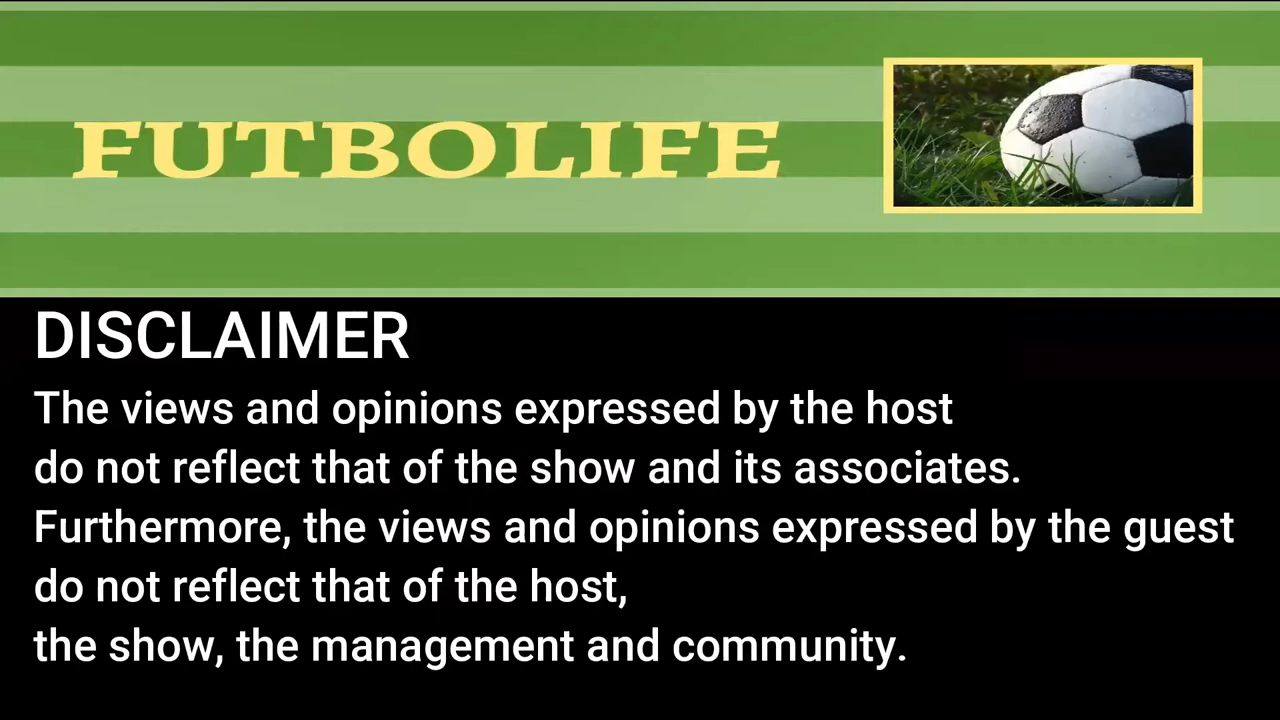 FUTBOLIFE
DISCLAIMER
The views and opinions expressed by the host
do not reflect that of the show and its associates.
Furthermore, the views and opinions expressed by the guest
do not reflect that of the host,
the show, the management and community.